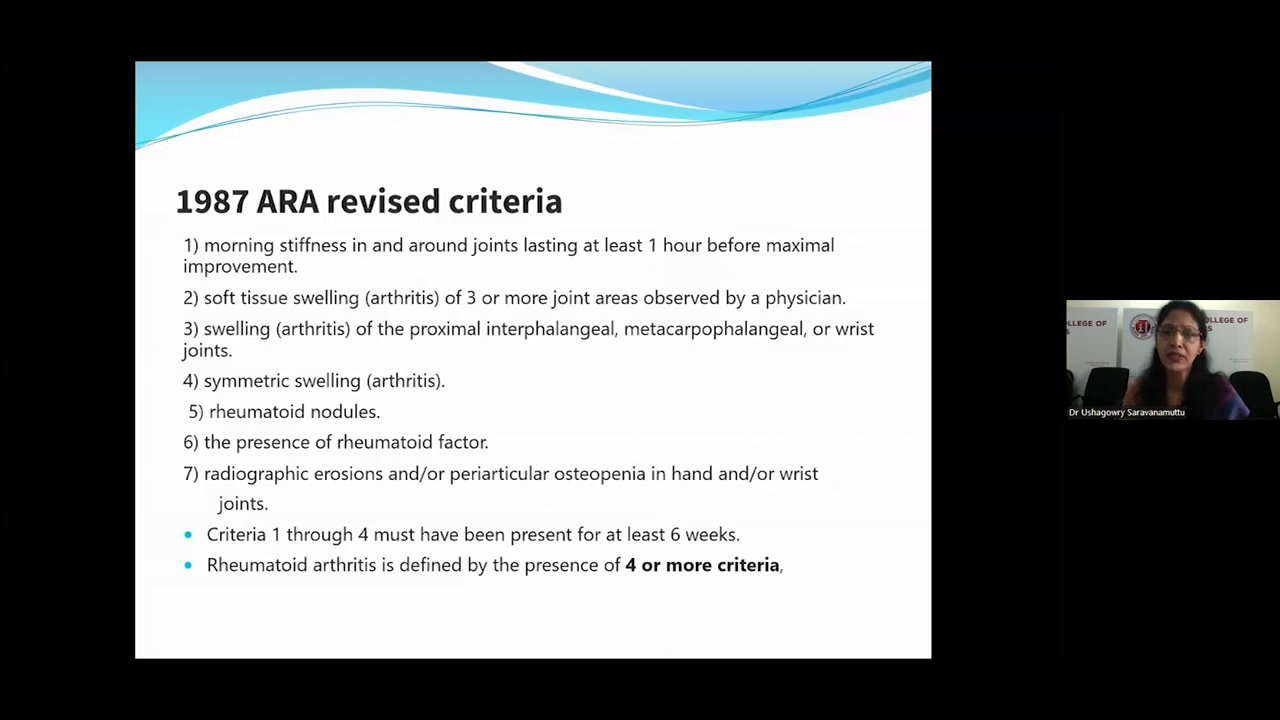 1987 ARA revised criteria
1) morning stiffness in and around joints lasting at least 1 hour before maximal
improvement.
2) soft tissue swelling (arthritis) of 3 or more joint areas observed by a physician.
3) swelling (arthritis) of the proximal interphalangeal, metacarpophalangeal, or wrist
joints.
4) symmetric swelling (arthritis).
5) rheumatoid nodules.
6) the presence of rheumatoid factor.
7) radiographic erosions and/or periarticular osteopenia in hand and/or wrist
joints.
• Criteria 1 through 4 must have been present for at least 6 weeks.
• Rheumatoid arthritis is defined by the presence of 4 or more criteria,
LLEGE OF
OLLEGE OF
Dr Ushagowry Saravanamuttu